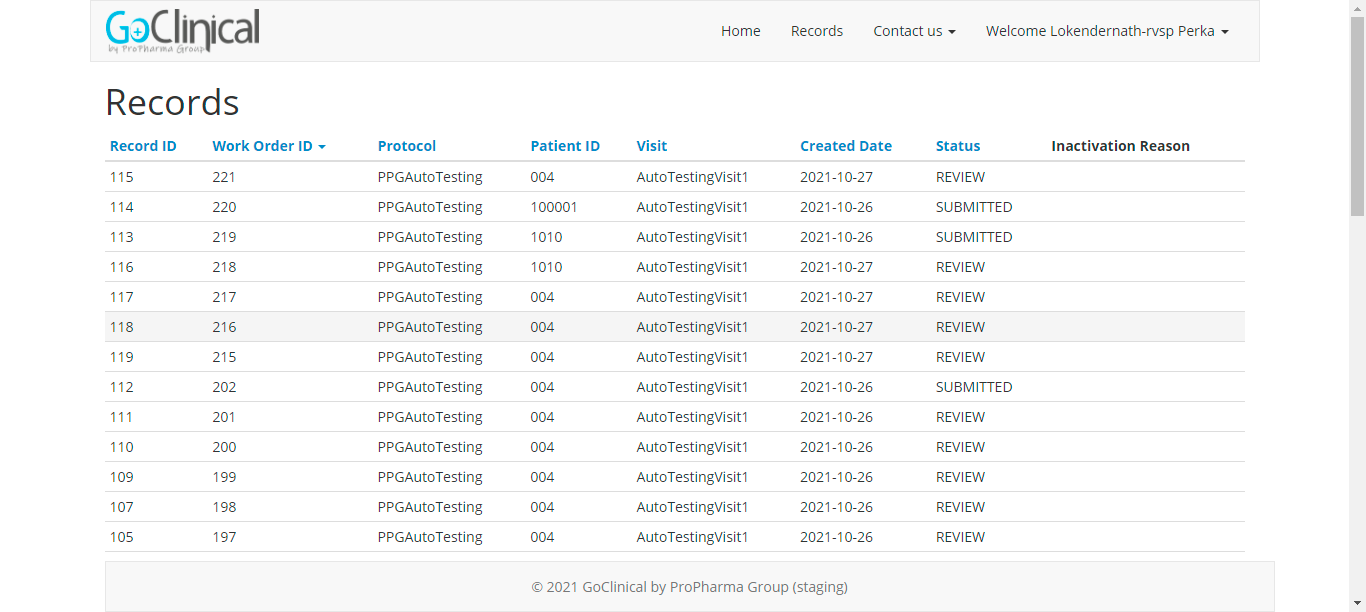 GoClinical
by ProPharma Group
Home Records Contact us Welcome Lokendernath-rvsp Perka
Records
Record ID Work Order ID Protocol Patient ID Visit Created Date Status Inactivation Reason
115 221 PPGAutoTesting 004 AutoTestingVisit1 2021-10-27 REVIEW
114 220 PPGAutoTesting 100001 AutoTestingVisit1 2021-10-26 SUBMITTED
113 219 PPGAutoTesting 1010 AutoTestingVisit1 2021-10-26 SUBMITTED
116 218 PPGAutoTesting 1010 AutoTestingVisit1 2021-10-27 REVIEW
117 217 PPGAutoTesting 004 AutoTestingVisit1 2021-10-27 REVIEW
118 216 PPGAutoTesting 004 AutoTestingVisit1 2021-10-27 REVIEW
119 215 PPGAutoTesting 004 AutoTestingVisit1 2021-10-27 REVIEW
112 202 PPGAutoTesting 004 AutoTestingVisit1 2021-10-26 SUBMITTED
111 201 PPGAutoTesting 004 AutoTestingVisit1 2021-10-26 REVIEW
110 200 PPGAutoTesting 004 AutoTestingVisit1 2021-10-26 REVIEW
109 199 PPGAutoTesting 004 AutoTestingVisit1 2021-10-26 REVIEW
107 198 PPGAutoTesting 004 AutoTestingVisit1 2021-10-26 REVIEW
105 197 PPGAutoTesting 004 AutoTestingVisit1 2021-10-26 REVIEW
© 2021 GoClinical by ProPharma Group (staging)